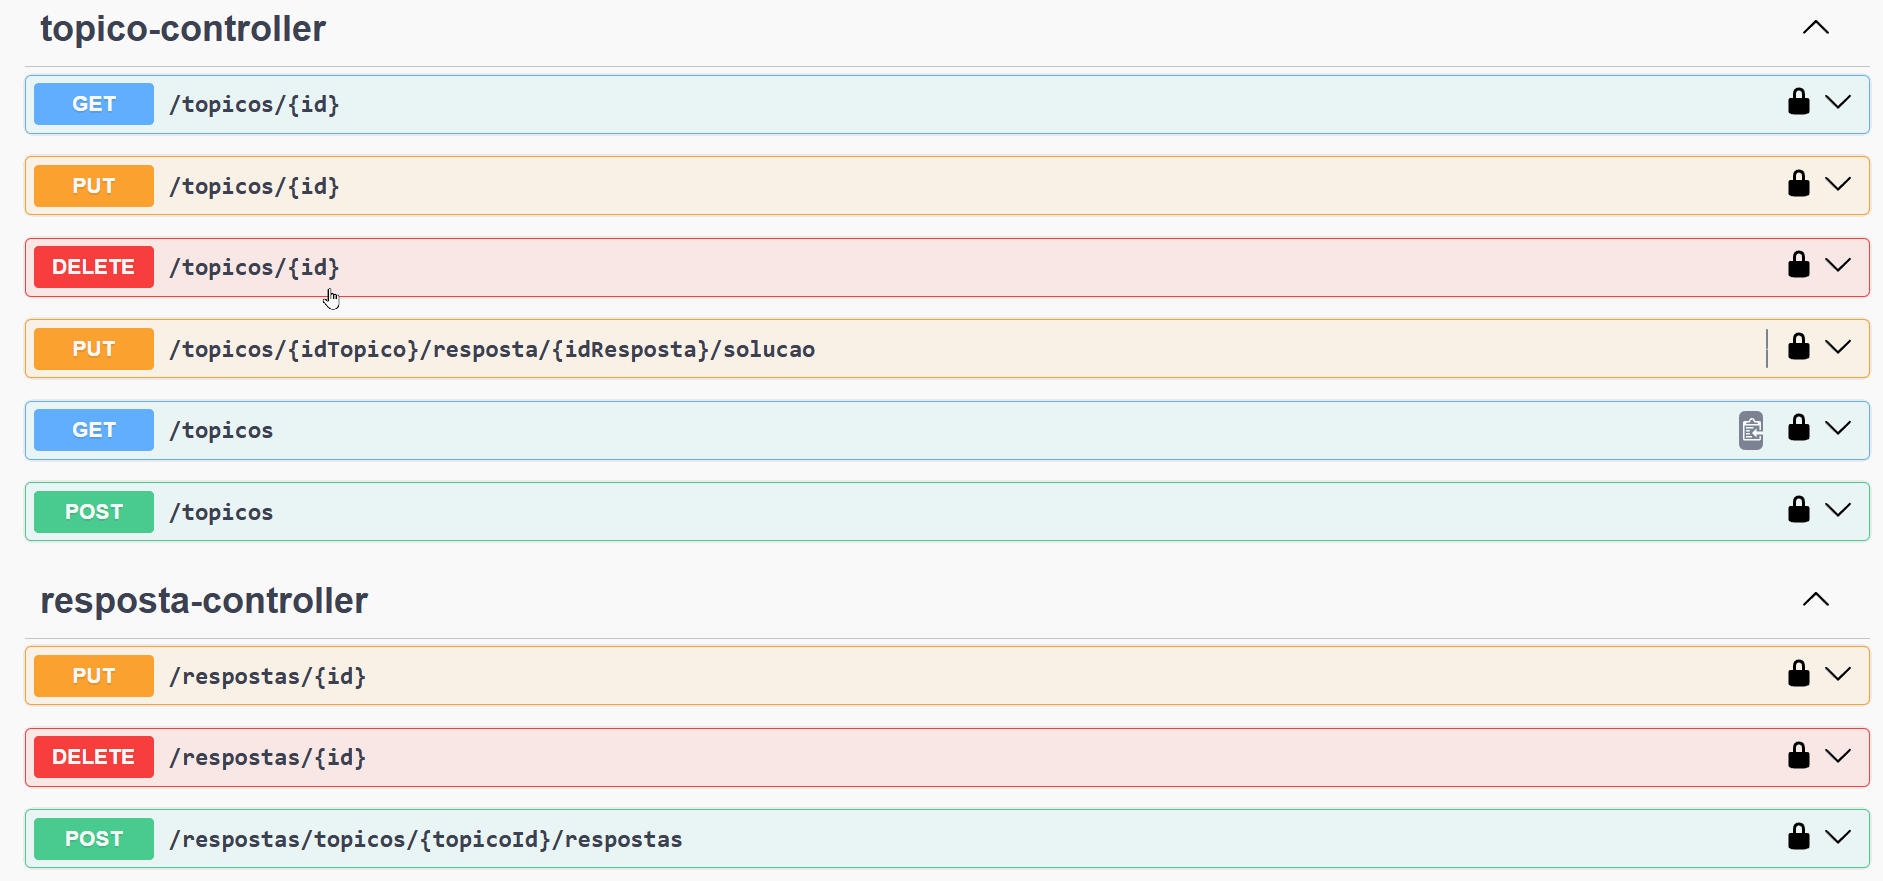 topico-controller
GET /topicos/{id}
PUT /topicos/{id}
DELETE /topicos/{id}
PUT /topicos/{idTopico}/resposta/{idResposta}/solucao
GET /topicos
POST /topicos
resposta-controller
PUT /respostas/{id}
DELETE /respostas/{id}
POST /respostas/topicos/{topicoId}/respostas